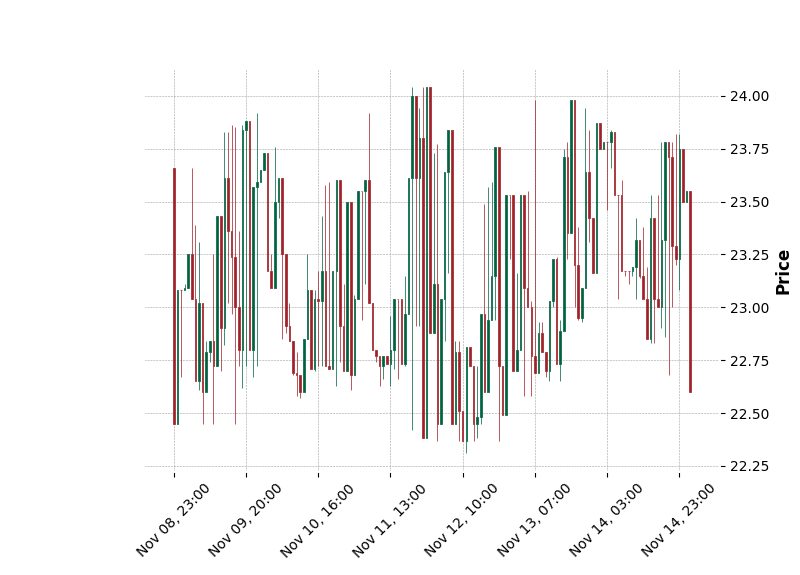 24.00
23.75
23.50
23.25
23.00
22.75
22.50
22.25
Price
Nov 08, 23:00
Nov 09, 20:00
Nov 10, 16:00
Nov 11, 13:00
Nov 12, 10:00
Nov 13, 07:00
Nov 14, 03:00
Nov 14, 23:00